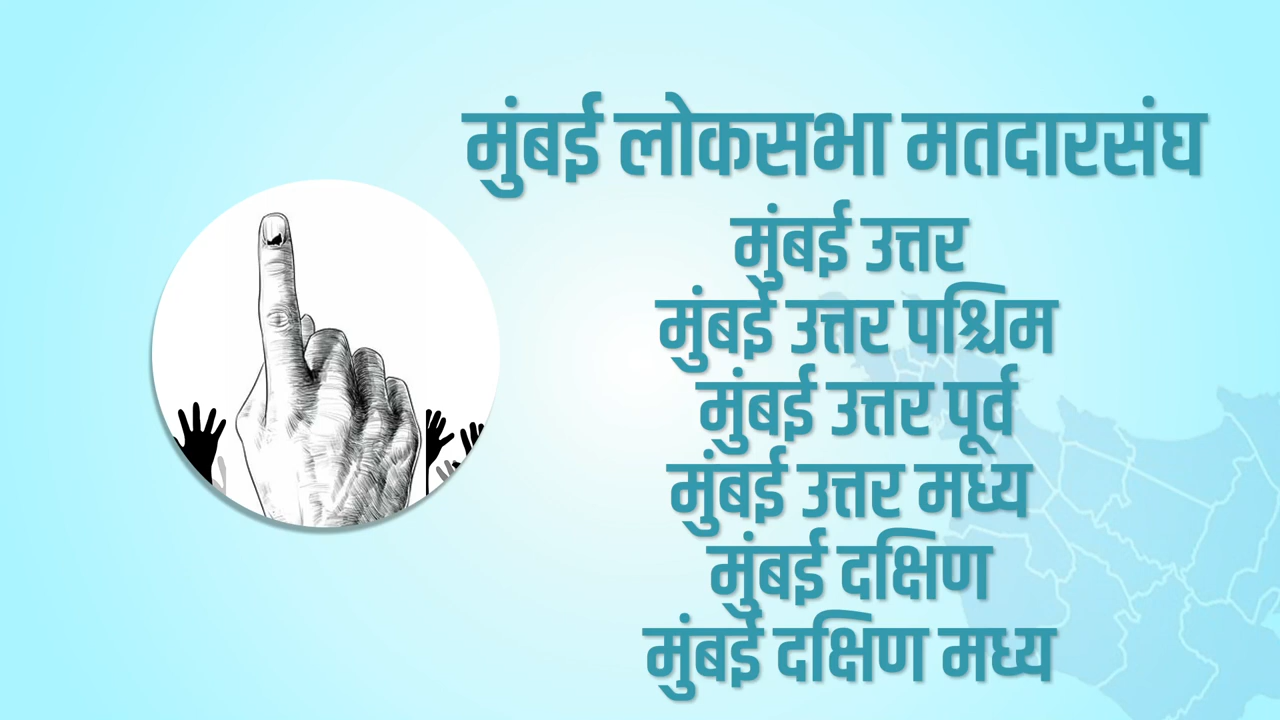 मुंबई लोकसभा मतदारसंघ
मुंबई उत्तर
मुंबई उत्तर पश्चिम
मुंबई उत्तर पूर्व
मुंबई उत्तर मध्य
मुंबई दक्षिण
मुंबई दक्षिण मध्य